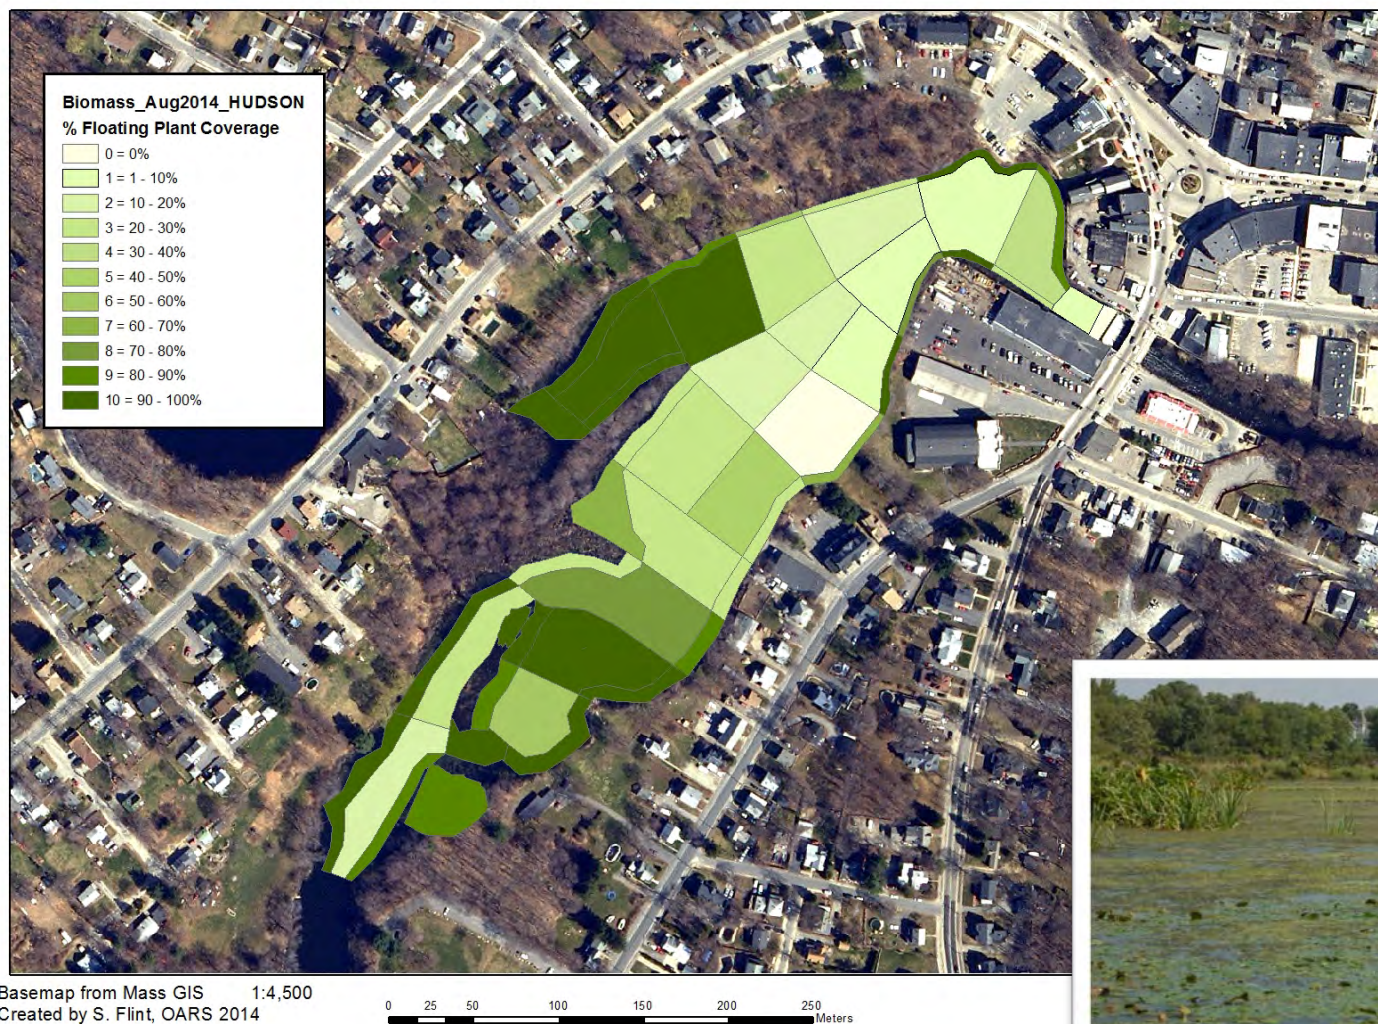 Biomass_Aug2014_HUDSON
% Floating Plant Coverage
0 = 0%
1 = 1 - 10%
2 = 10 - 20%
3 = 20 - 30%
4 = 30 - 40%
5 = 40 - 50%
6 = 50 - 60%
7 = 60 - 70%
8 = 70 - 80%
9 = 80 - 90%
10 = 90 - 100%
Basemap from Mass GIS 1:4,500
Created by S. Flint, OARS 2014
0 25 50 100 150 200 250
Meters